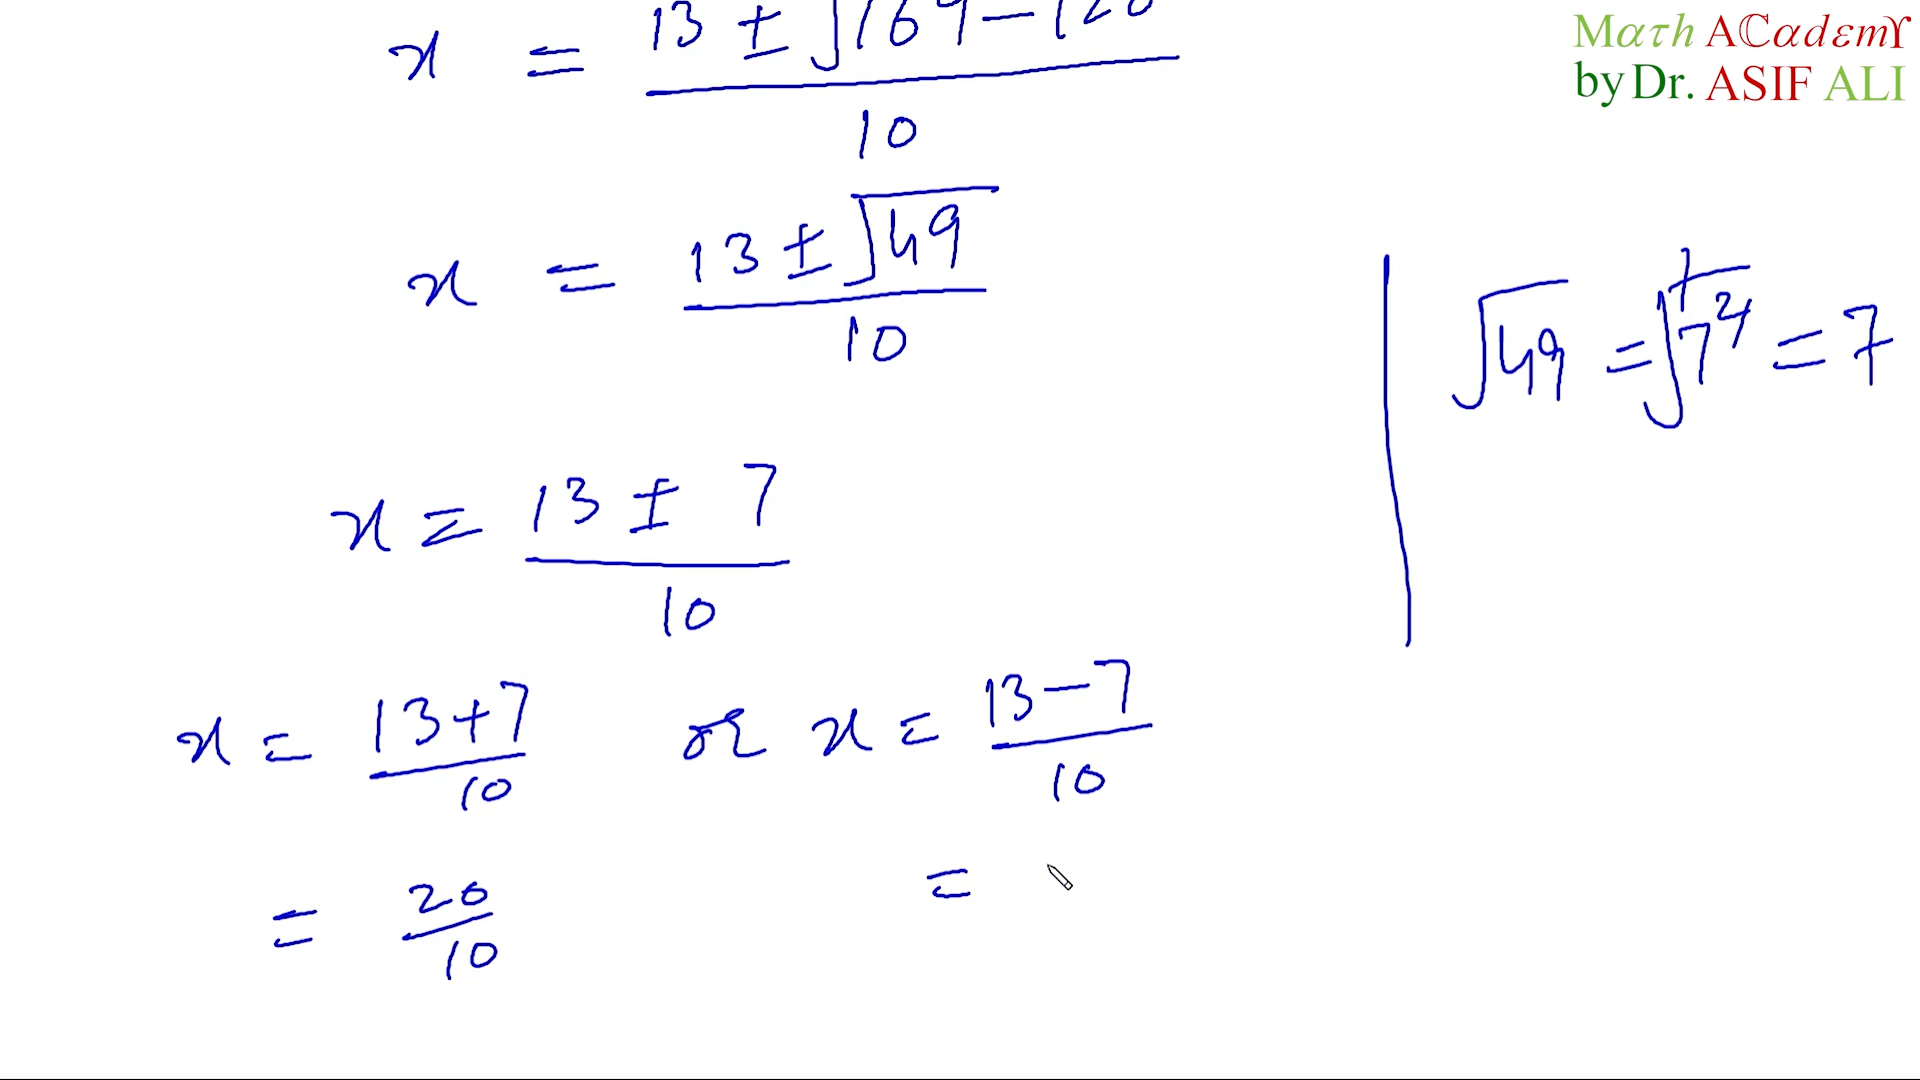 Mατh ACαdεmϒ
by Dr. ASIF ALI
x = 13 ± √169 - 120
10
x = 13 ± √49
10
√49 = √7² = 7
x = 13 ± 7
10
x = 13+7 or x = 13-7
10 10
= 20 =
10